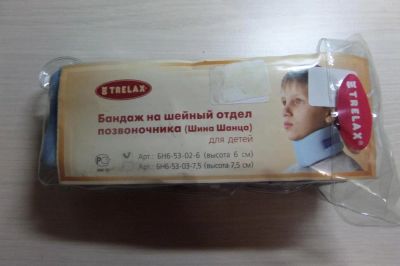 TRELAX
TRELAX
Бандаж на шейный отдел
позвоночника (Шина Шанцо)
для детей
Арт.: БН6-53-02-6 (высота 6 см)
Арт.: БН6-53-03-7,5 (высота 7,5 см)